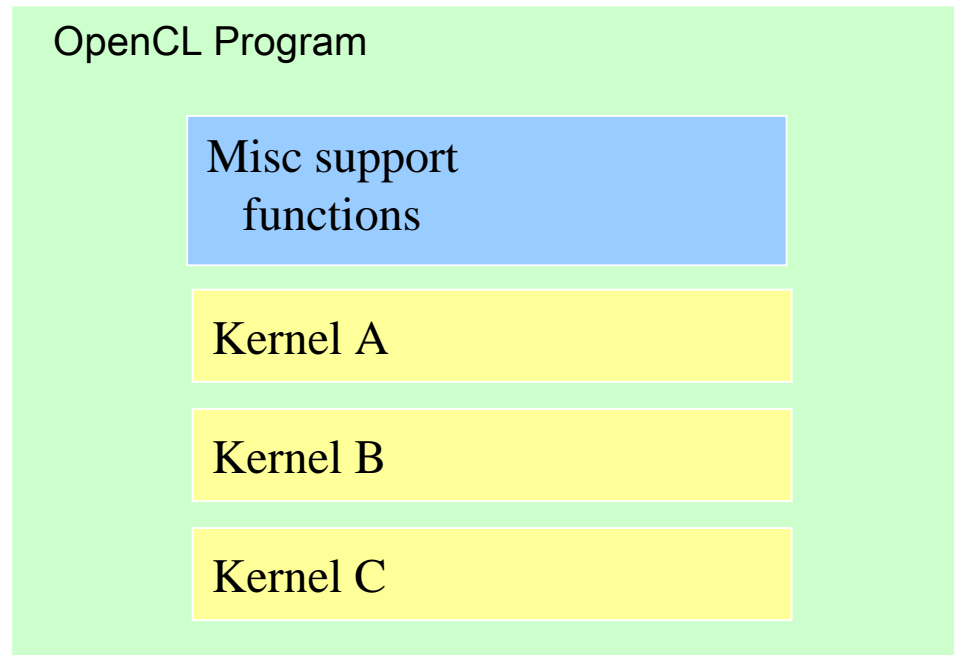 OpenCL Program
Misc support
functions
Kernel A
Kernel B
Kernel C